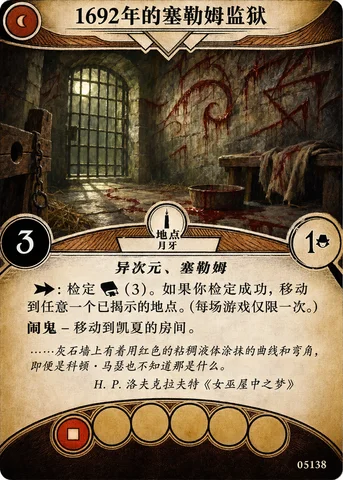 1692年的塞勒姆监狱
地点
月牙
3
1
异次元、塞勒姆
：检定（3）。如果你检定成功，移动
到任意一个已揭示的地点。（每场游戏仅限一次。）
闹鬼 – 移动到凯夏的房间。
……灰石墙上有着用红色的粘稠液体涂抹的曲线和弯角，
即便是科顿·马瑟也不知道那是什么。
H. P. 洛夫克拉夫特《女巫屋中之梦》
05138